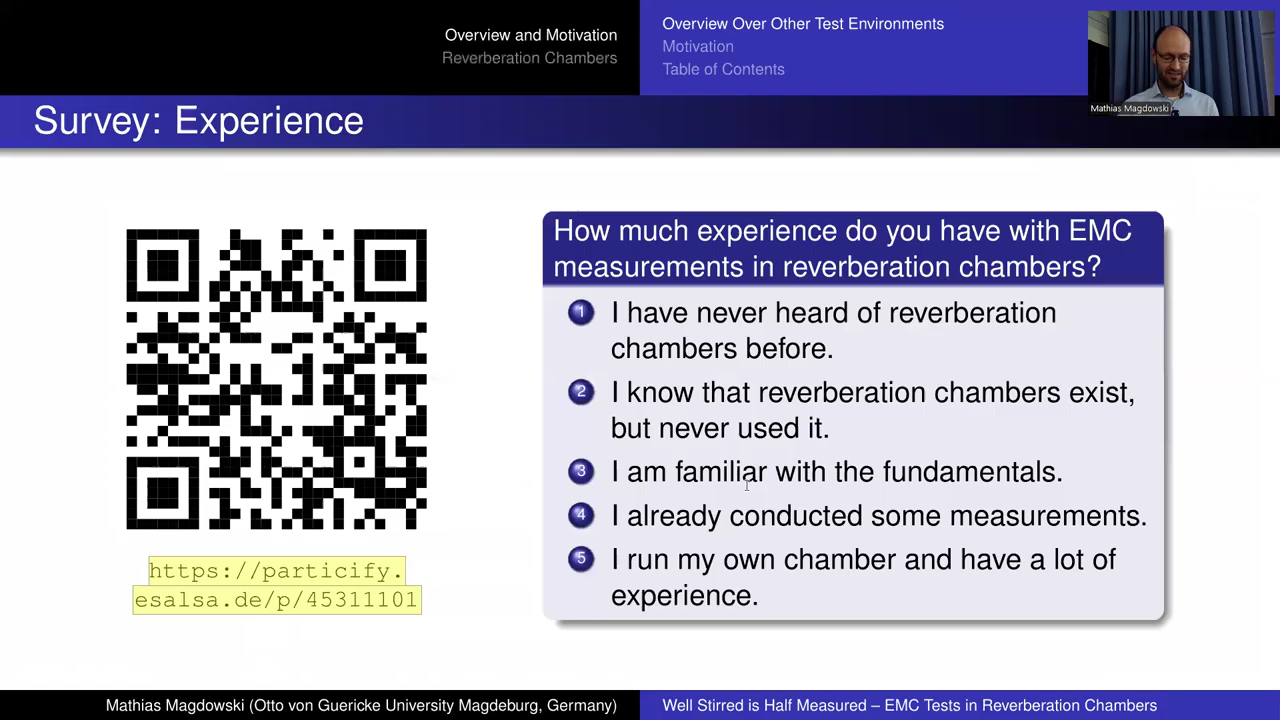 Overview and Motivation
Reverberation Chambers
Overview Over Other Test Environments
Motivation
Table of Contents
Mathias Magdowski
Survey: Experience
How much experience do you have with EMC
measurements in reverberation chambers?
1 I have never heard of reverberation
chambers before.
2 I know that reverberation chambers exist,
but never used it.
3 I am familiar with the fundamentals.
4 I already conducted some measurements.
5 I run my own chamber and have a lot of
experience.
https://particify.
esalsa.de/p/45311101
Mathias Magdowski (Otto von Guericke University Magdeburg, Germany)
Well Stirred is Half Measured – EMC Tests in Reverberation Chambers